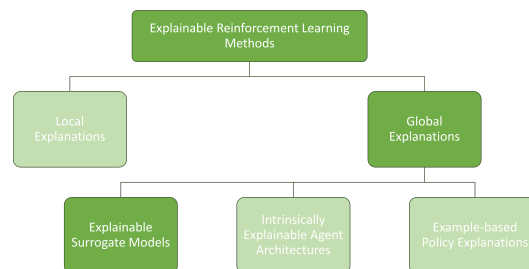 Explainable Reinforcement Learning
Methods
Local
Explanations
Global
Explanations
Explainable
Surrogate Models
Intrinsically
Explainable Agent
Architectures
Example-based
Policy Explanations